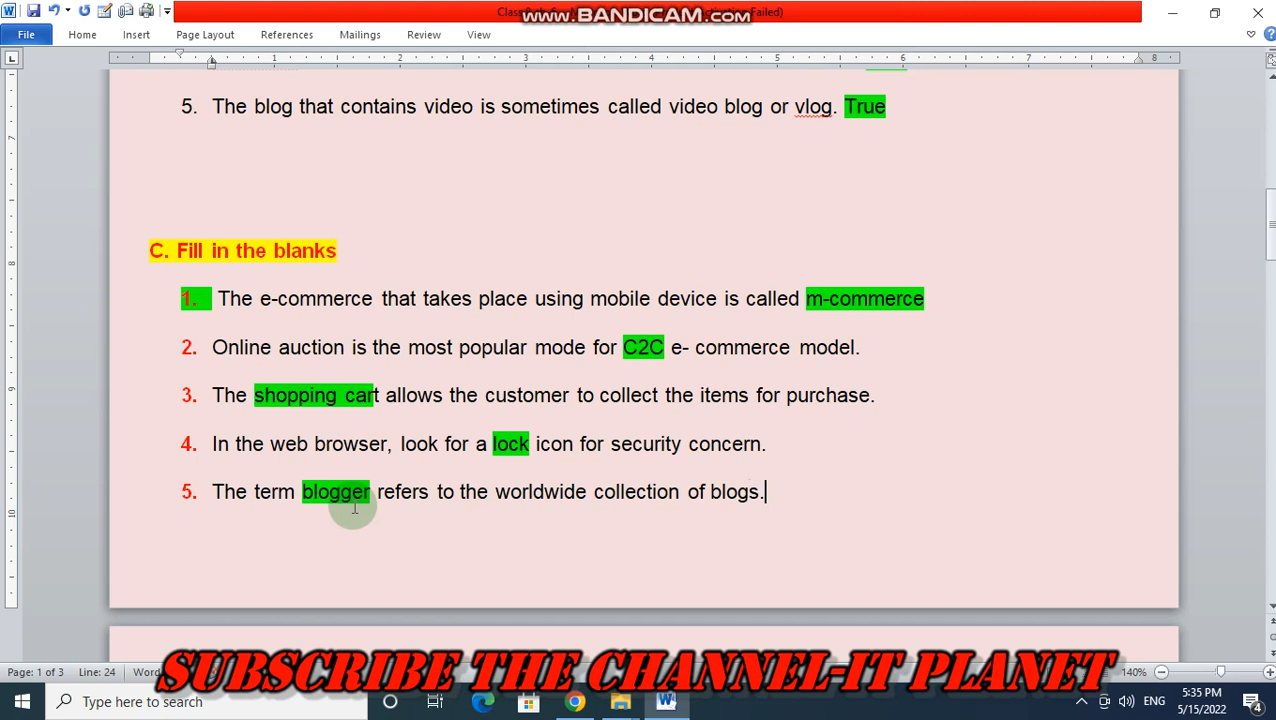 www.BANDICAM.com
File Home Insert Page Layout References Mailings Review View
5. The blog that contains video is sometimes called video blog or vlog. True
C. Fill in the blanks
1. The e-commerce that takes place using mobile device is called m-commerce
2. Online auction is the most popular mode for C2C e- commerce model.
3. The shopping cart allows the customer to collect the items for purchase.
4. In the web browser, look for a lock icon for security concern.
5. The term blogger refers to the worldwide collection of blogs.
Page: 1 of 3 Line: 24 140%
SUBSCRIBE THE CHANNEL-IT PLANET
Type here to search
ENG
5:35 PM
5/15/2022
4